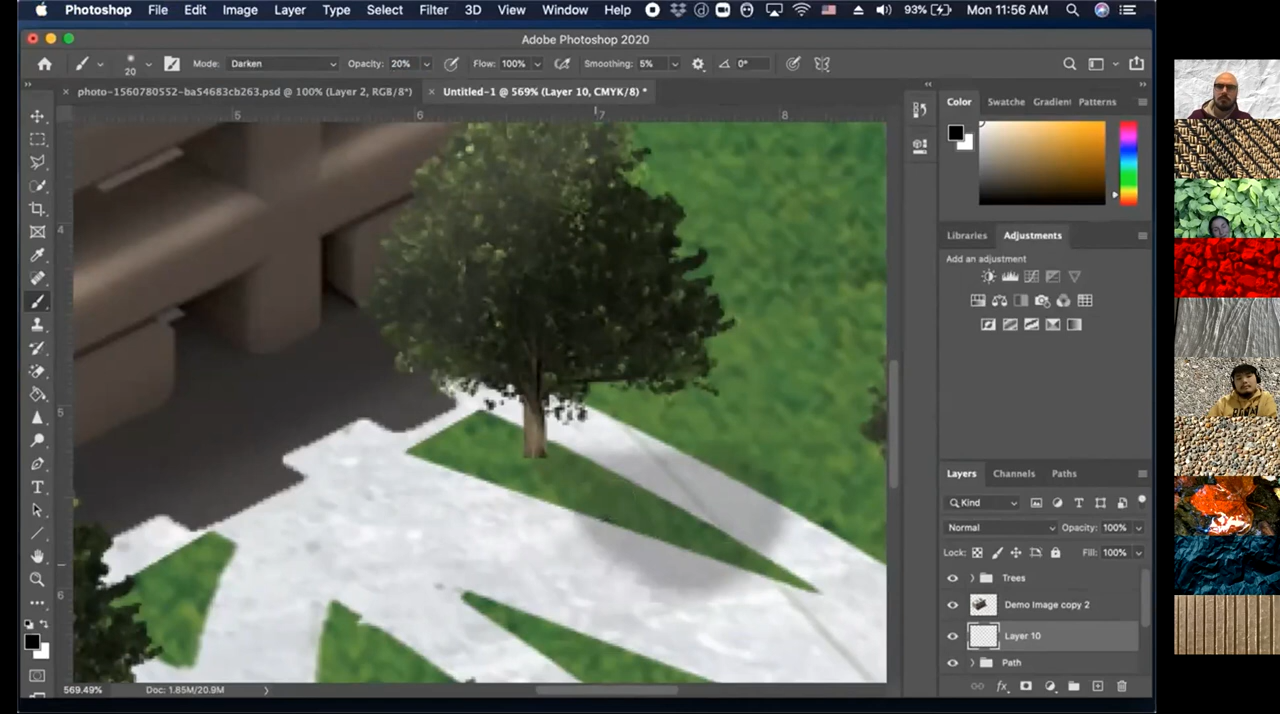 Photoshop File Edit Image Layer Type Select Filter 3D View Window Help 93% Mon 11:56 AM
Adobe Photoshop 2020
20 Mode: Darken Opacity: 20% Flow: 100% Smoothing: 5% 0°
× photo-1560780552-ba54683cb263.psd @ 100% (Layer 2, RGB/8*) × Untitled-1 @ 569% (Layer 10, CMYK/8) *
Color Swatche Gradien Patterns
5 6 7 8
4
5
6
Libraries Adjustments
Add an adjustment
Layers Channels Paths
Kind
Normal Opacity: 100%
Lock: Fill: 100%
Trees
Demo Image copy 2
Layer 10
Path
569.49% Doc: 1.85M/20.9M